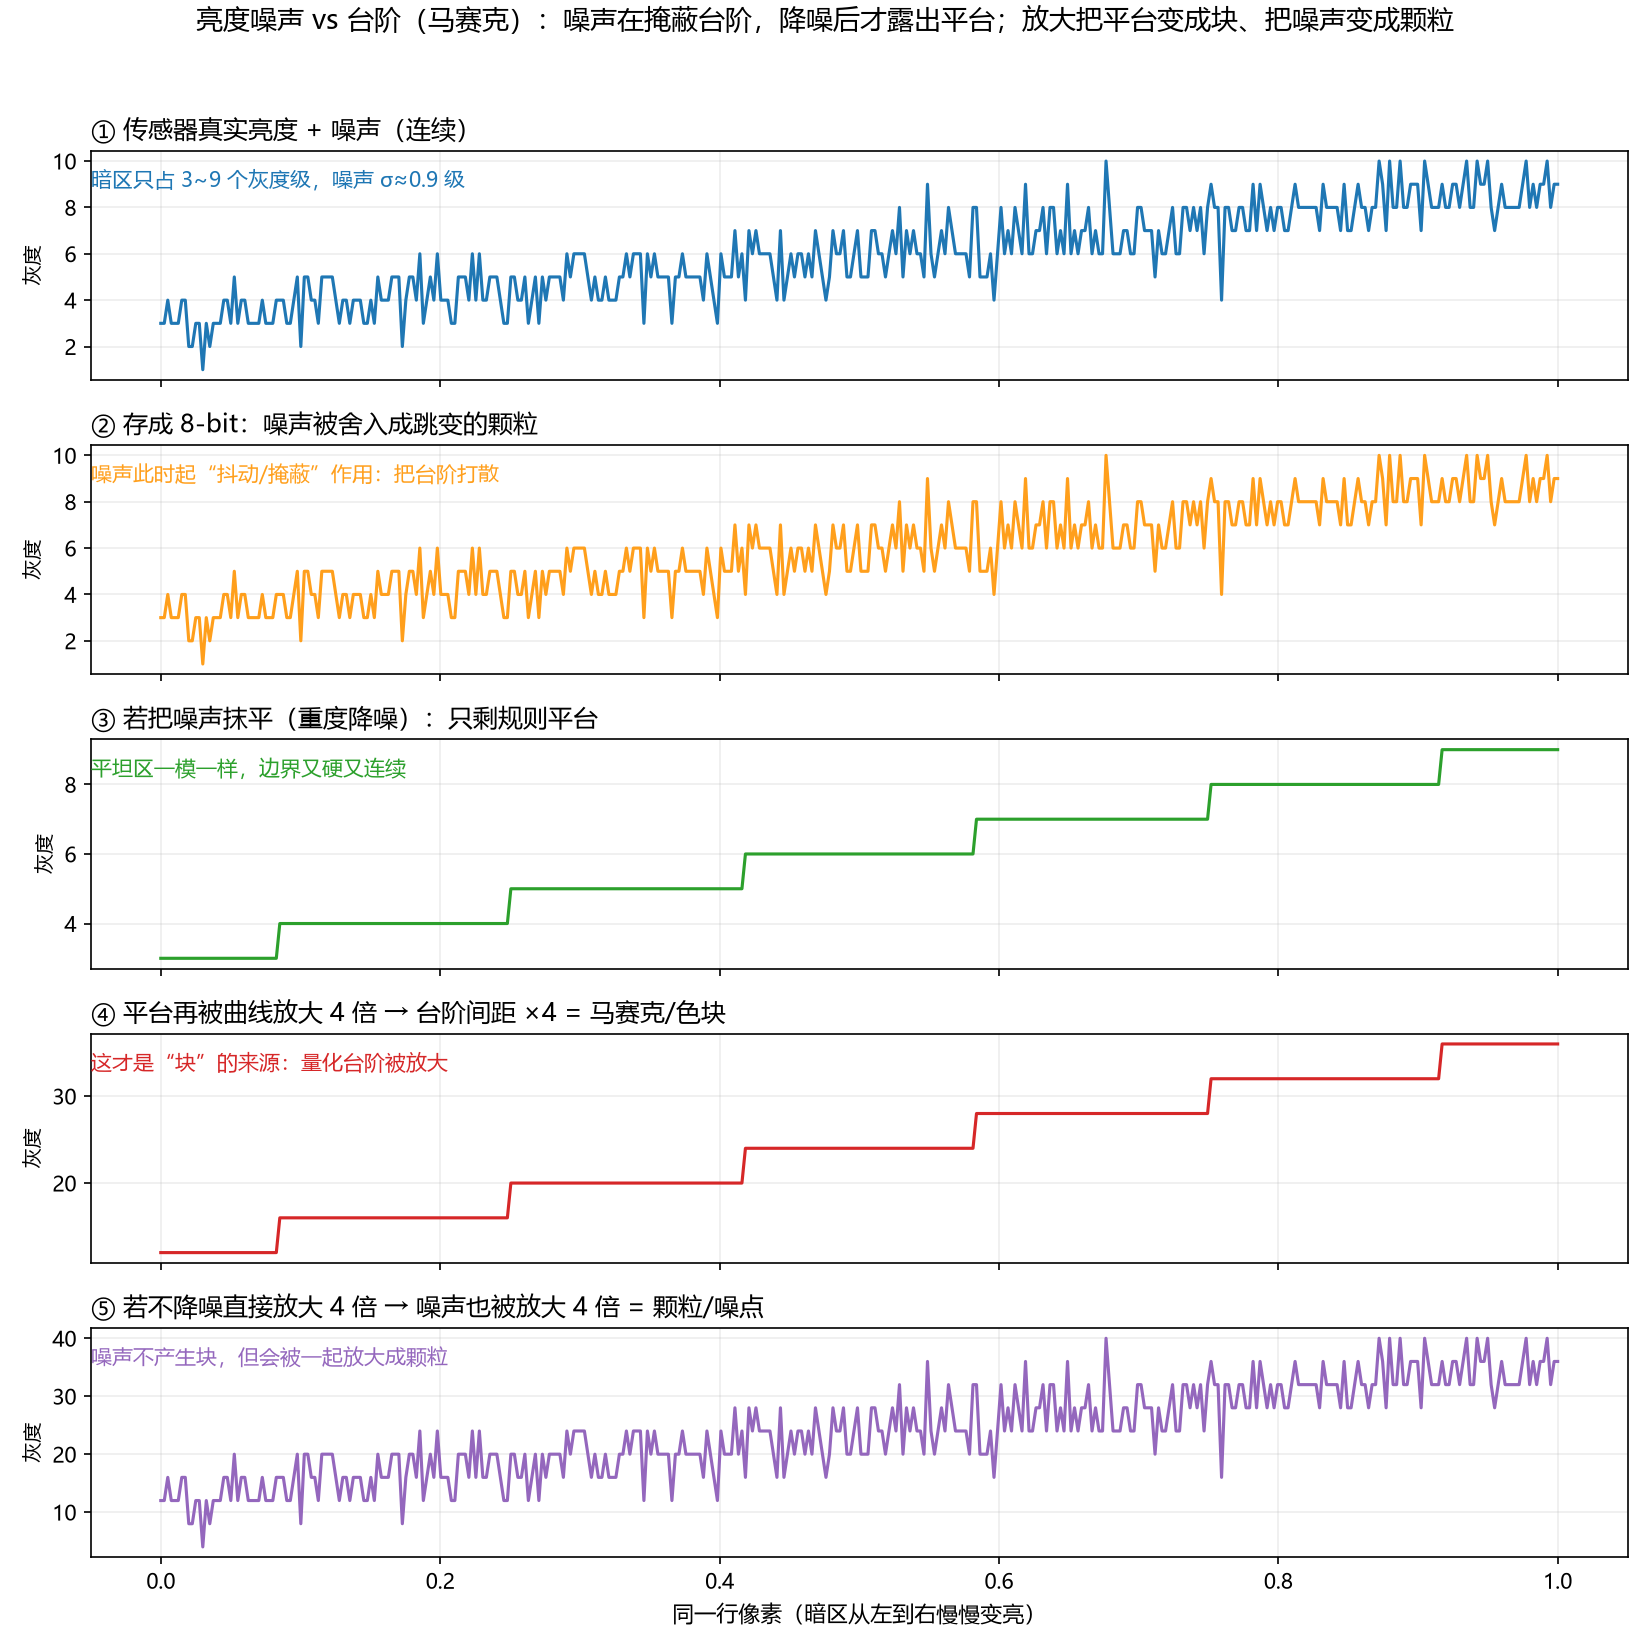 亮度噪声 vs 台阶（马赛克）：噪声在掩蔽台阶，降噪后才露出平台；放大把平台变成块、把噪声变成颗粒
① 传感器真实亮度 + 噪声（连续）
暗区只占 3~9 个灰度级，噪声 σ≈0.9 级
10
8
6
4
2
灰度
② 存成 8-bit：噪声被舍入成跳变的颗粒
噪声此时起“抖动/掩蔽”作用：把台阶打散
10
8
6
4
2
灰度
③ 若把噪声抹平（重度降噪）：只剩规则平台
平坦区一模一样，边界又硬又连续
8
6
4
灰度
④ 平台再被曲线放大 4 倍 → 台阶间距 ×4 = 马赛克/色块
这才是“块”的来源：量化台阶被放大
30
20
灰度
⑤ 若不降噪直接放大 4 倍 → 噪声也被放大 4 倍 = 颗粒/噪点
噪声不产生块，但会被一起放大成颗粒
40
30
20
10
灰度
0.0 0.2 0.4 0.6 0.8 1.0
同一行像素（暗区从左到右慢慢变亮）